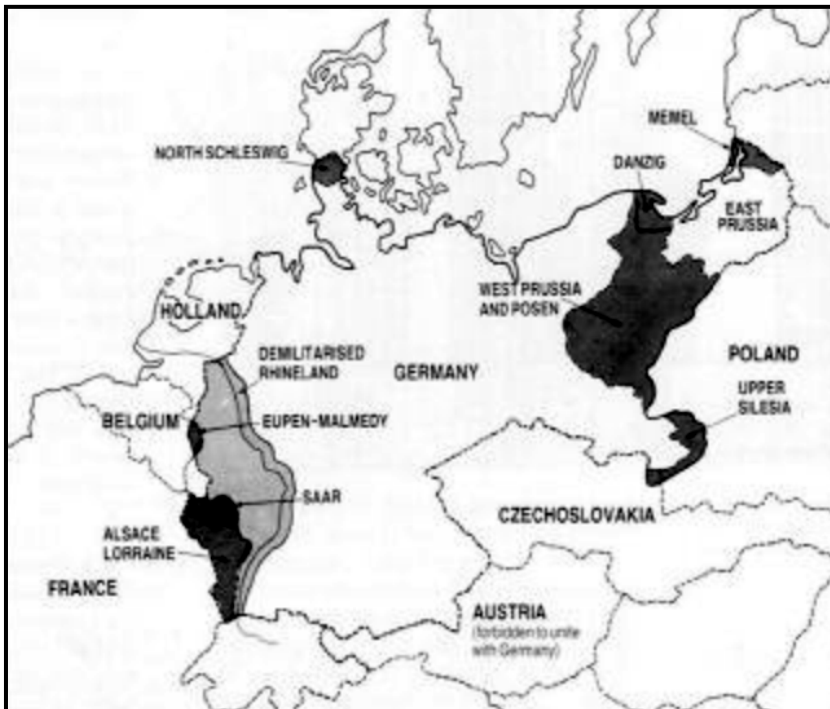 MEMEL
NORTH SCHLESWIG
DANZIG
EAST
PRUSSIA
WEST PRUSSIA
AND POSEN
HOLLAND
DEMILITARISED
RHINELAND
GERMANY
POLAND
UPPER
SILESIA
BELGIUM
EUPEN-MALMEDY
SAAR
CZECHOSLOVAKIA
ALSACE
LORRAINE
FRANCE
AUSTRIA
(forbidden to unite
with Germany)